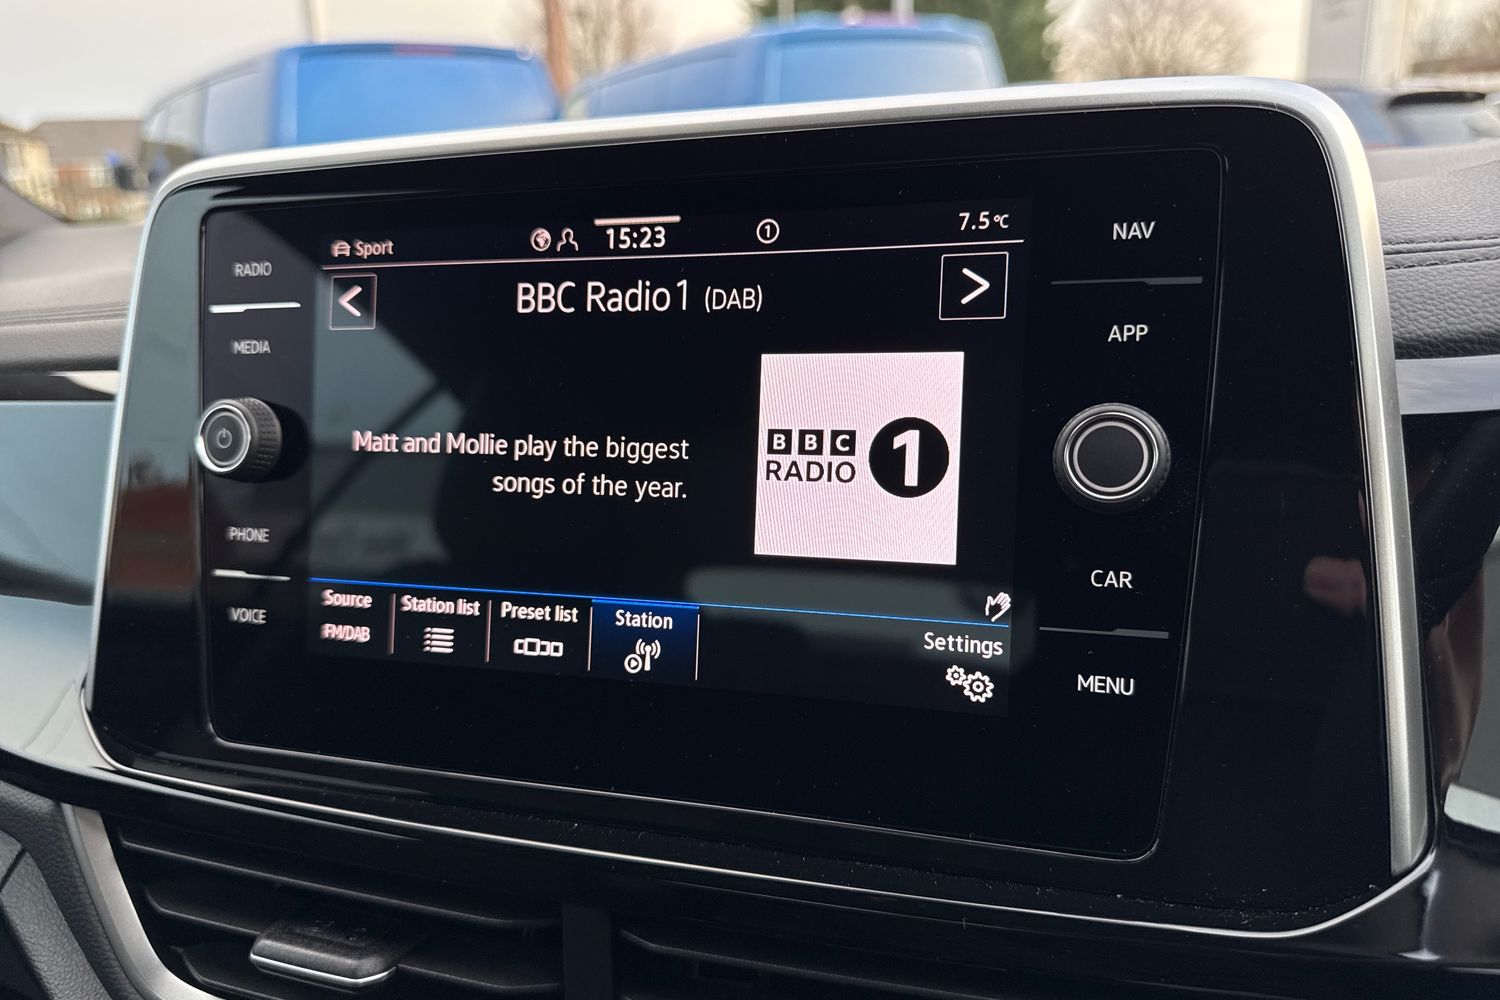 Sport
15:23
1
7.5°C
RADIO
MEDIA
PHONE
VOICE
<
BBC Radio 1 (DAB)
>
Matt and Mollie play the biggest
songs of the year.
BBC
RADIO
1
Source
FM/DAB
Station list
Preset list
Station
Settings
NAV
APP
CAR
MENU